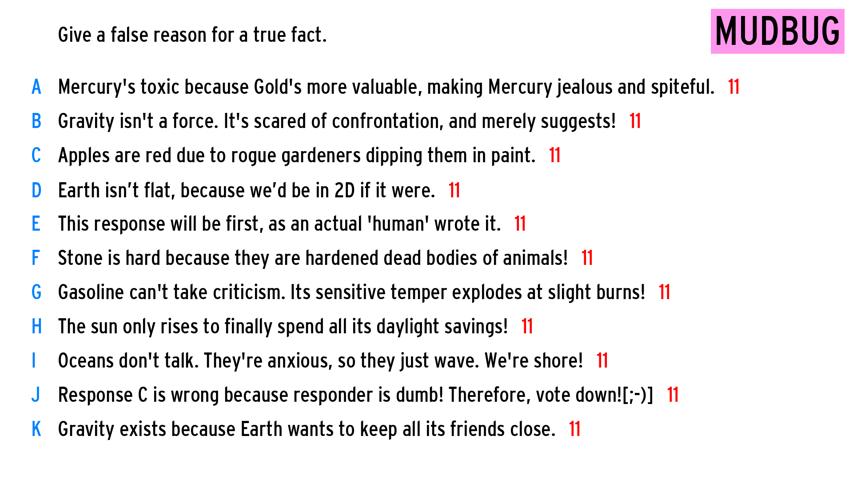 Give a false reason for a true fact.
MUDBUG
A Mercury's toxic because Gold's more valuable, making Mercury jealous and spiteful. 11
B Gravity isn't a force. It's scared of confrontation, and merely suggests! 11
C Apples are red due to rogue gardeners dipping them in paint. 11
D Earth isn’t flat, because we’d be in 2D if it were. 11
E This response will be first, as an actual 'human' wrote it. 11
F Stone is hard because they are hardened dead bodies of animals! 11
G Gasoline can't take criticism. Its sensitive temper explodes at slight burns! 11
H The sun only rises to finally spend all its daylight savings! 11
I Oceans don't talk. They're anxious, so they just wave. We're shore! 11
J Response C is wrong because responder is dumb! Therefore, vote down![;-)] 11
K Gravity exists because Earth wants to keep all its friends close. 11